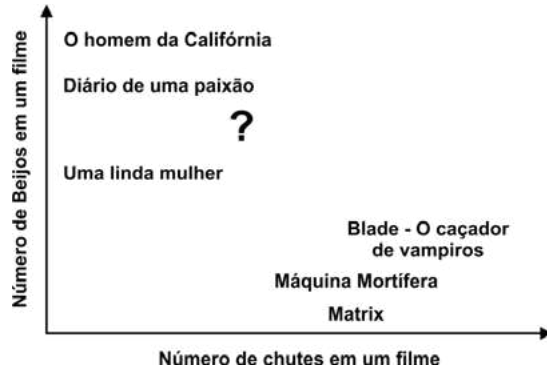 Número de Beijos em um filme
O homem da Califórnia
Diário de uma paixão
?
Uma linda mulher
Blade - O caçador
de vampiros
Máquina Mortífera
Matrix
Número de chutes em um filme